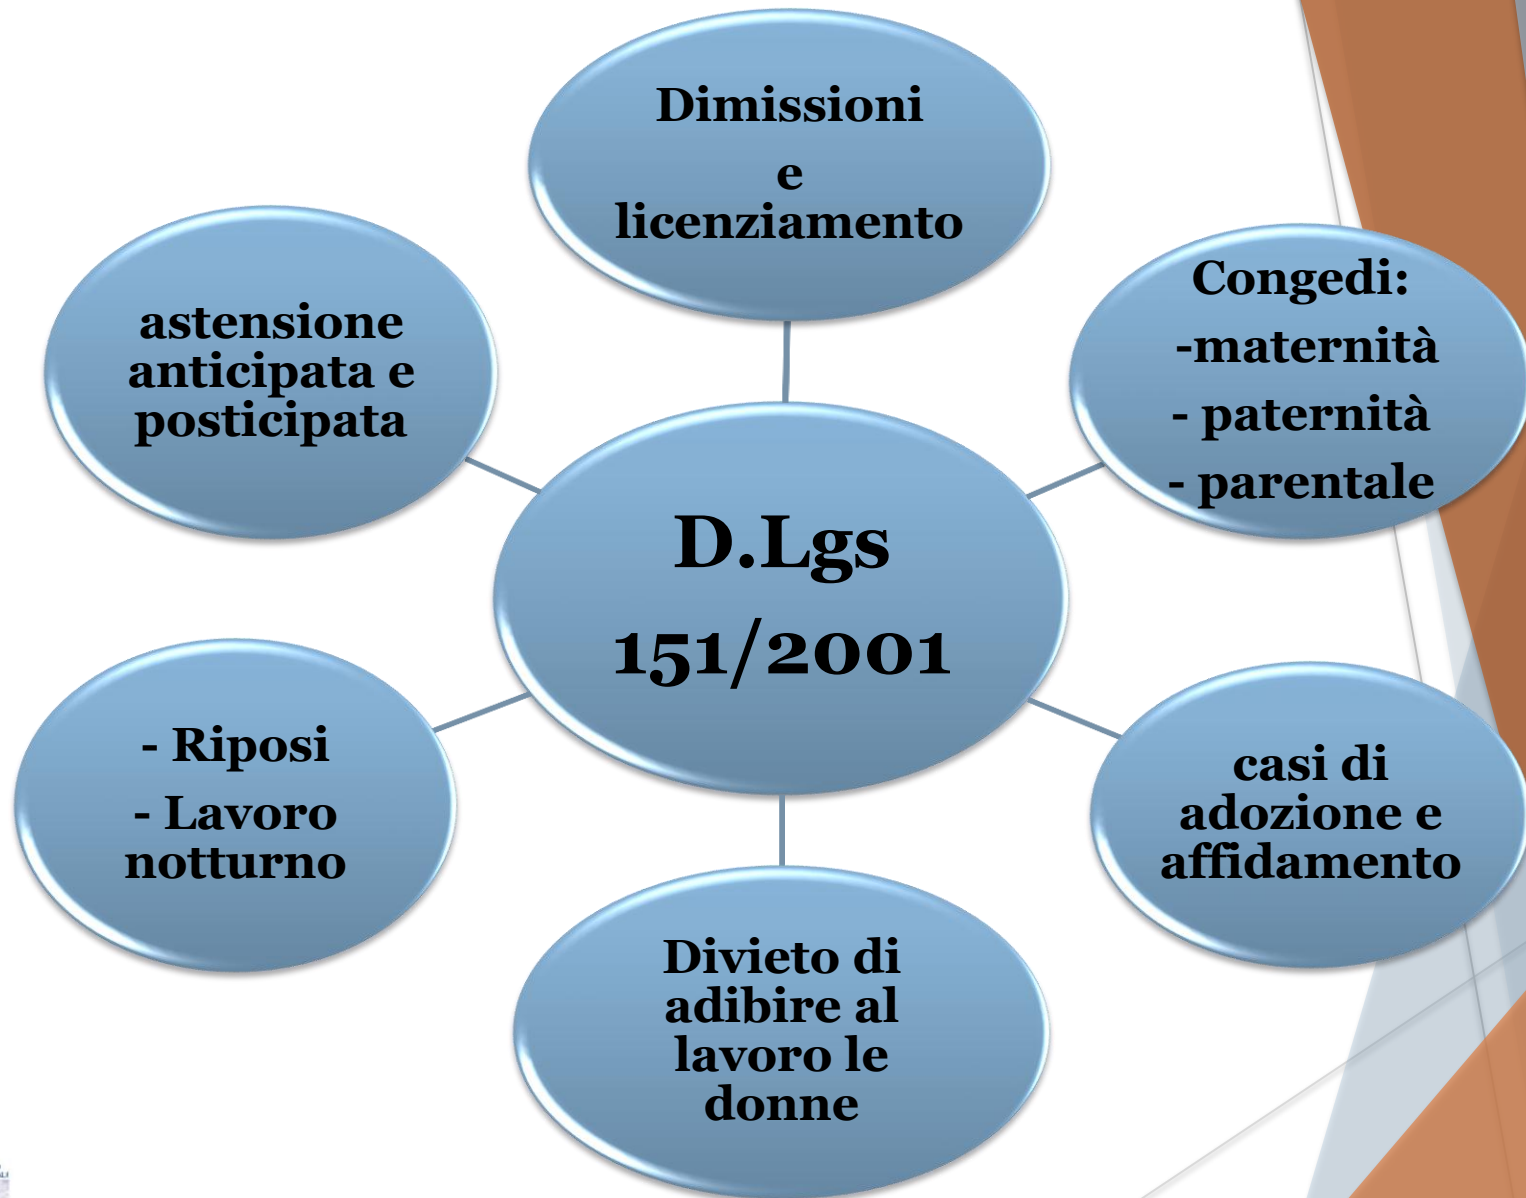 Dimissioni
e
licenziamento
astensione
anticipata e
posticipata
Congedi:
-maternità
- paternità
- parentale
D.Lgs
151/2001
- Riposi
- Lavoro
notturno
casi di
adozione e
affidamento
Divieto di
adibire al
lavoro le
donne